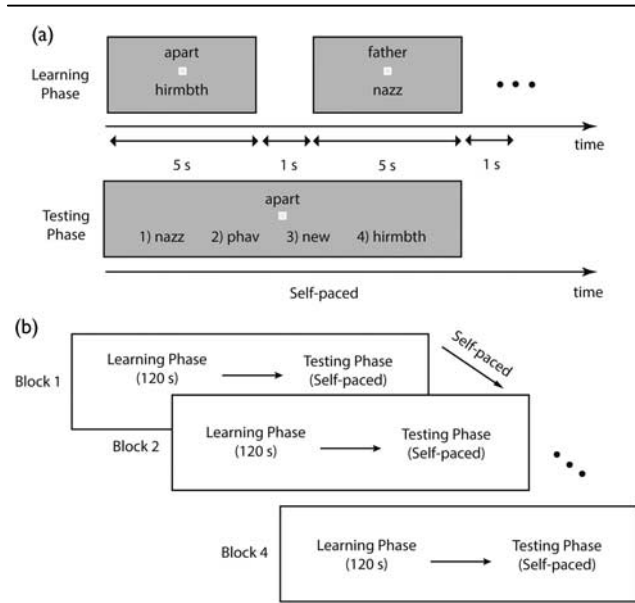 (a)
apart
father
Learning
Phase
hirmbth
nazz
time
5 s
1 s
5 s
1 s
apart
Testing
Phase
1) nazz 2) phav 3) new 4) hirmbth
Self-paced
time
(b)
Self-paced
Block 1
Learning Phase
(120 s)
Testing Phase
(Self-paced)
Block 2
Learning Phase
(120 s)
Testing Phase
(Self-paced)
Block 4
Learning Phase
(120 s)
Testing Phase
(Self-paced)